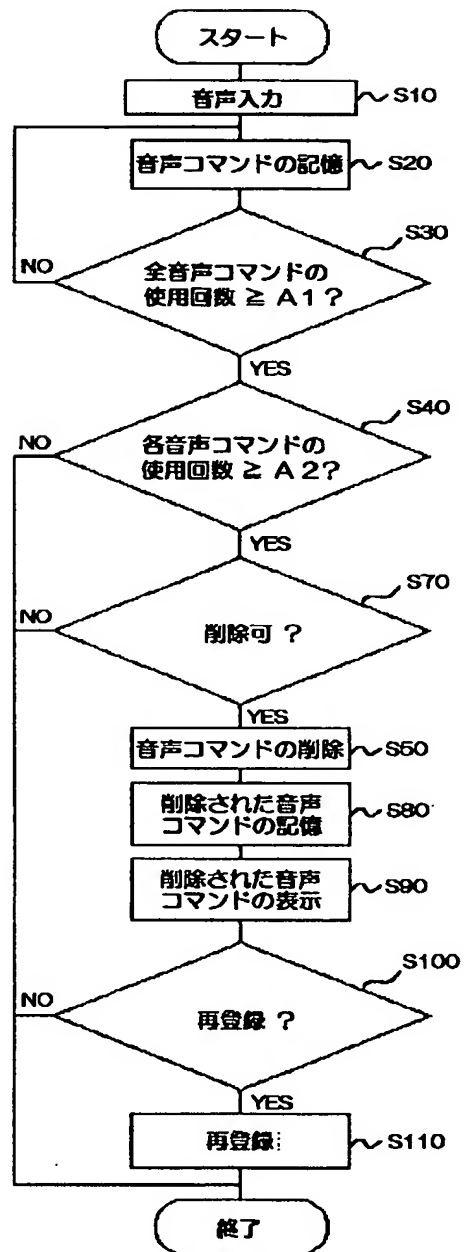 スタート
音声入力
S10
音声コマンドの記憶
S20
S30
全音声コマンドの
使用回数 ≧ A1?
NO
YES
S40
各音声コマンドの
使用回数 ≧ A2?
NO
YES
S70
削除可 ?
NO
YES
音声コマンドの削除
S50
削除された音声
コマンドの記憶
S80
削除された音声
コマンドの表示
S90
S100
再登録 ?
NO
YES
再登録
S110
終了